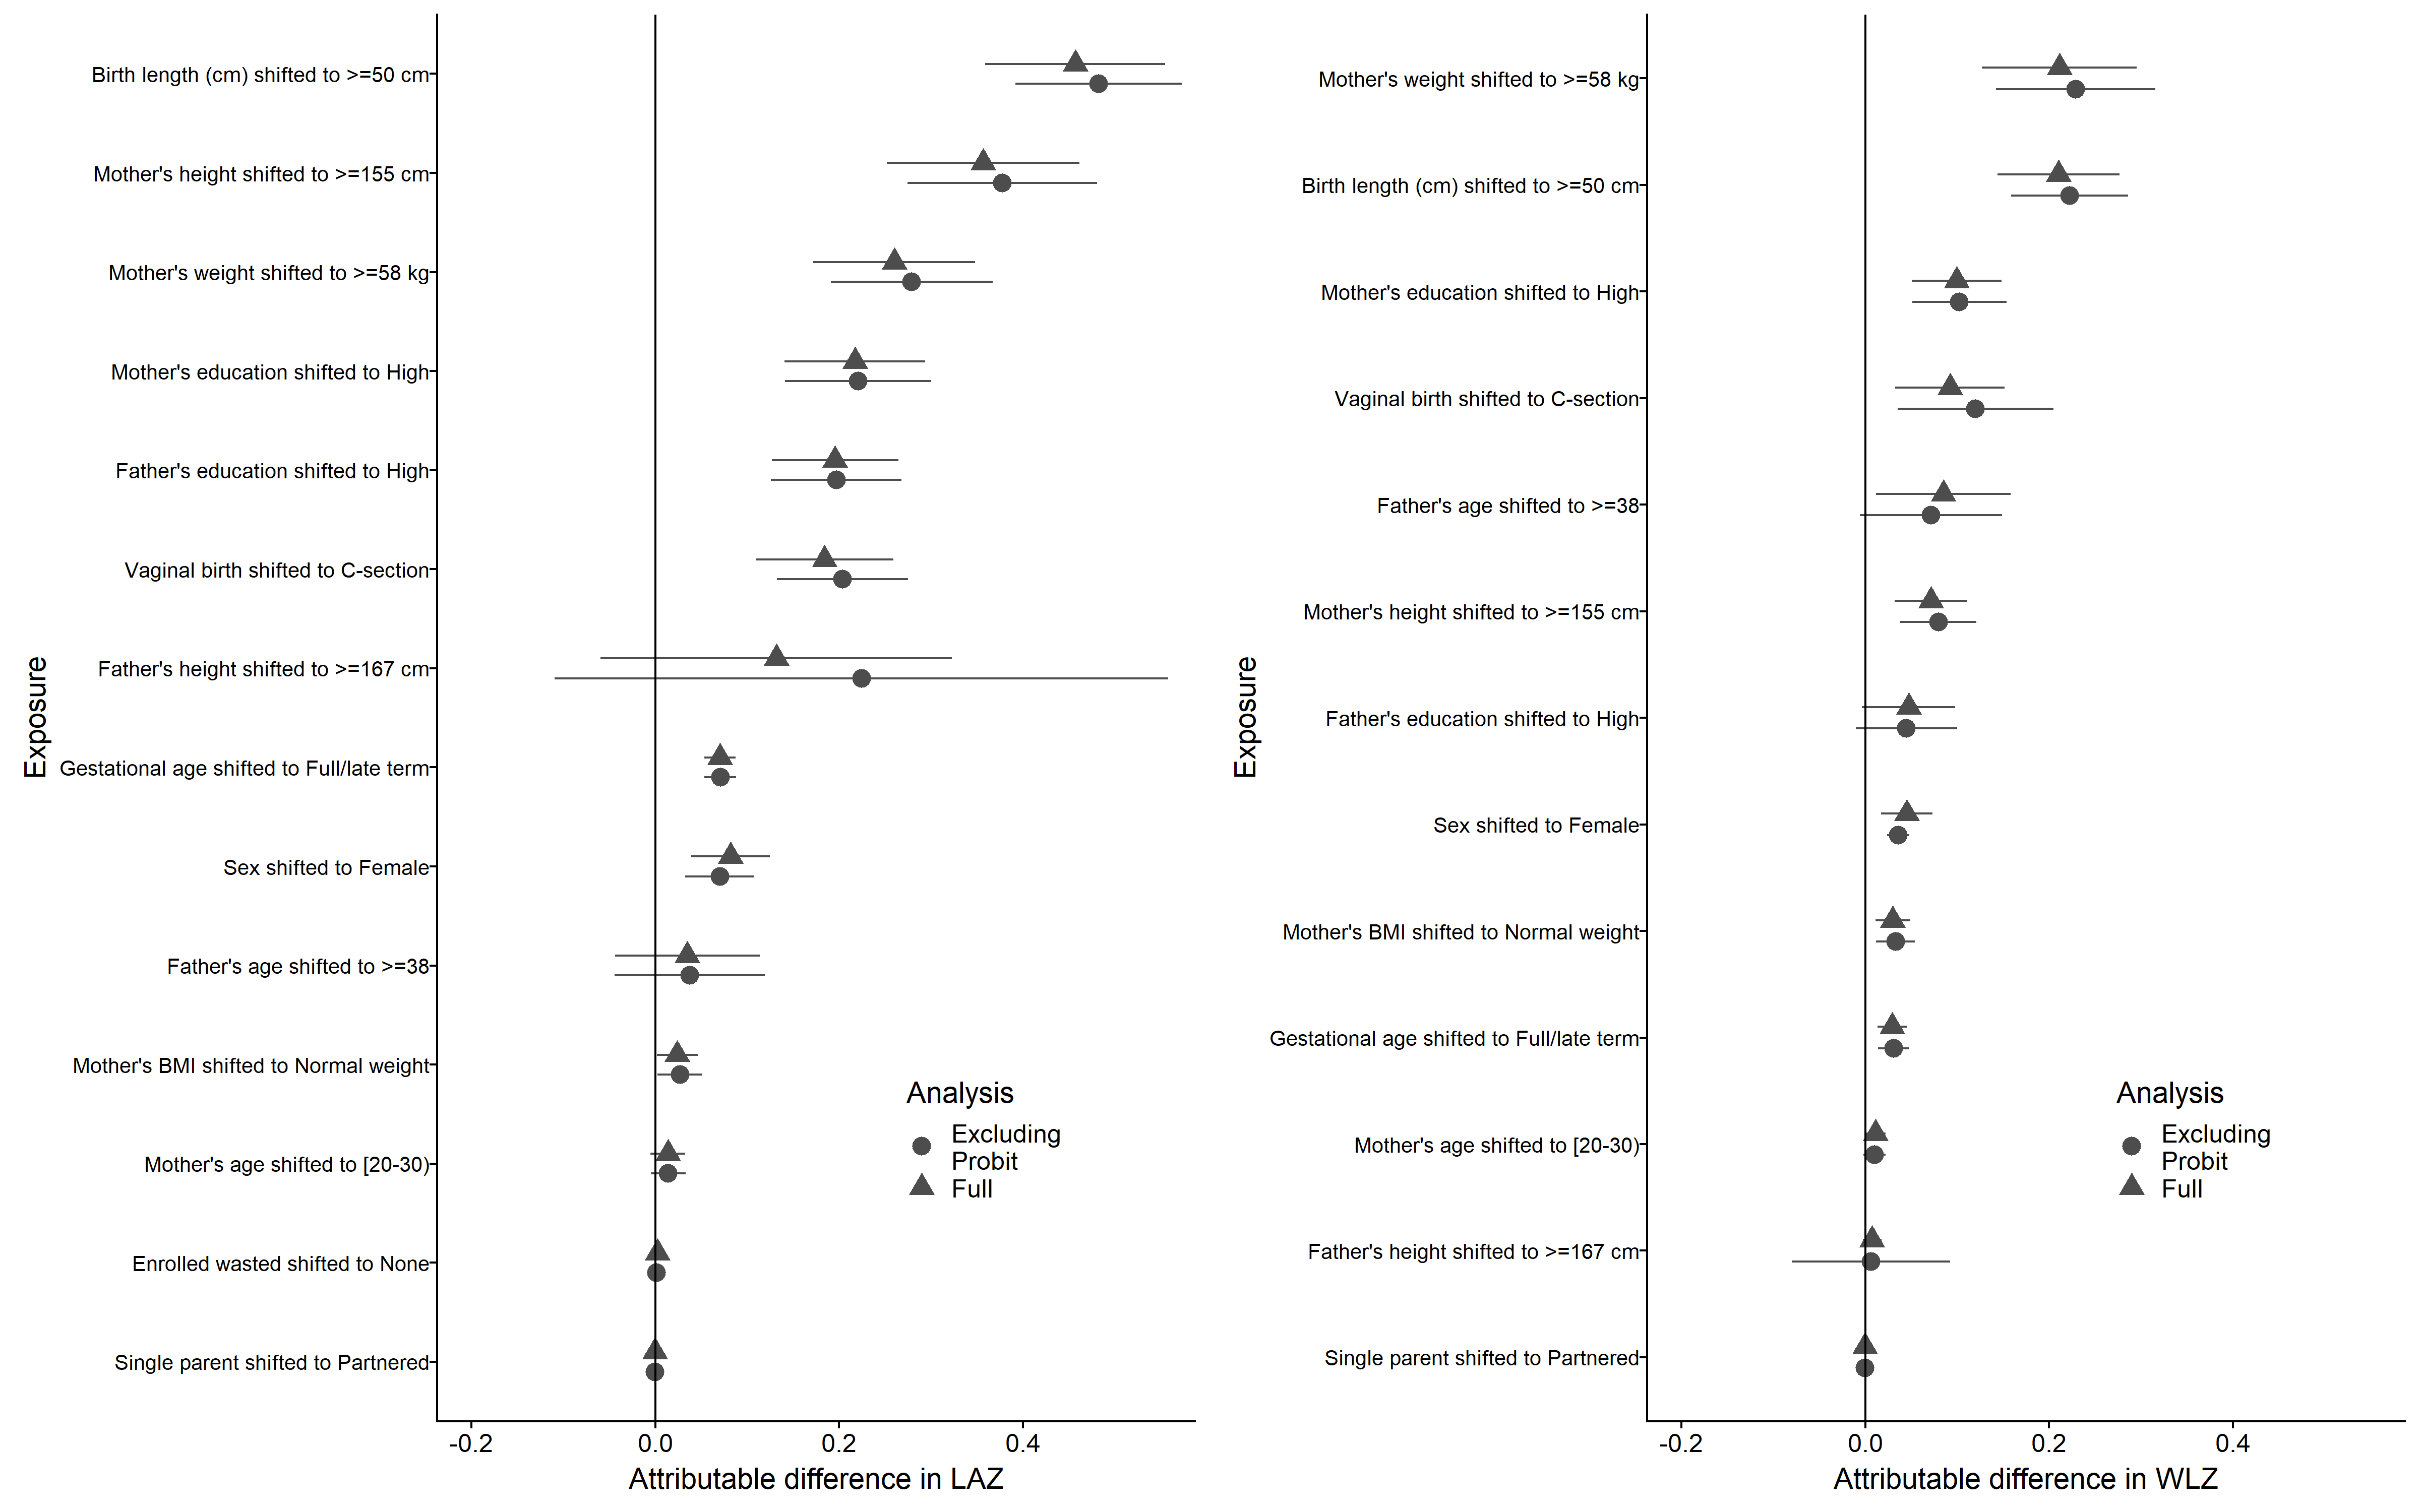 Exposure
Birth length (cm) shifted to >=50 cm
Mother's height shifted to >=155 cm
Mother's weight shifted to >=58 kg
Mother's education shifted to High
Father's education shifted to High
Vaginal birth shifted to C-section
Father's height shifted to >=167 cm
Gestational age shifted to Full/late term
Sex shifted to Female
Father's age shifted to >=38
Mother's BMI shifted to Normal weight
Mother's age shifted to [20-30)
Enrolled wasted shifted to None
Single parent shifted to Partnered
Analysis
Excluding
Probit
Full
-0.2 0.0 0.2 0.4
Attributable difference in LAZ
Exposure
Mother's weight shifted to >=58 kg
Birth length (cm) shifted to >=50 cm
Mother's education shifted to High
Vaginal birth shifted to C-section
Father's age shifted to >=38
Mother's height shifted to >=155 cm
Father's education shifted to High
Sex shifted to Female
Mother's BMI shifted to Normal weight
Gestational age shifted to Full/late term
Mother's age shifted to [20-30)
Father's height shifted to >=167 cm
Single parent shifted to Partnered
Analysis
Excluding
Probit
Full
-0.2 0.0 0.2 0.4
Attributable difference in WLZ